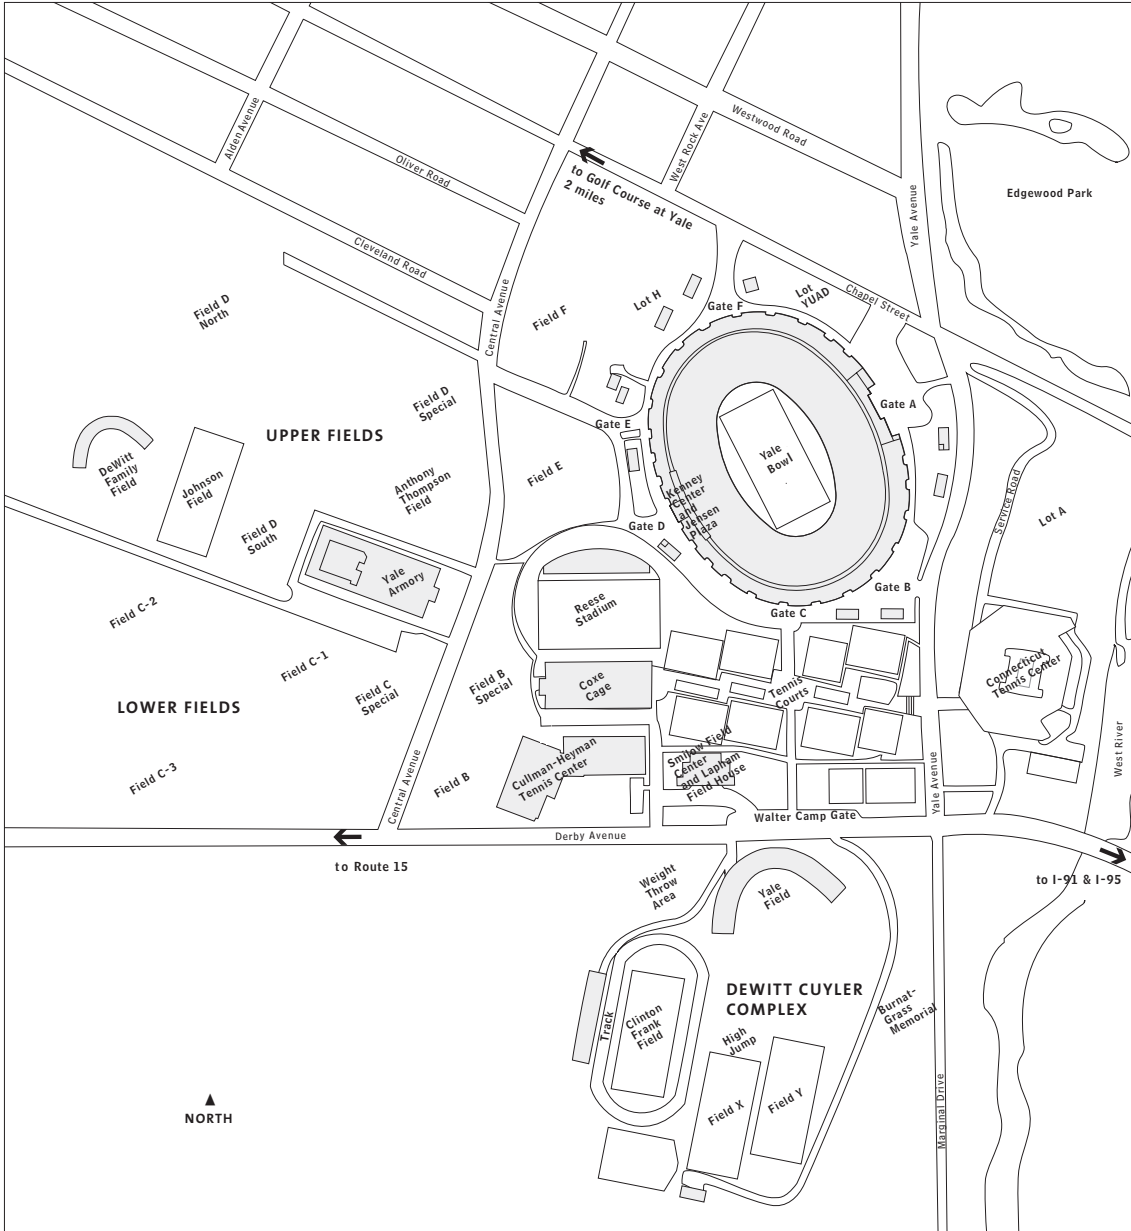 Westwood Road
West Rock Ave
Alden Avenue
Oliver Road
to Golf Course at Yale
2 miles
Edgewood Park
Yale Avenue
Cleveland Road
Central Avenue
Field D
North
Field F
Lot H
Gate F
Lot
YUAD
Chapel Street
Field D
Special
Gate A
Gate E
UPPER FIELDS
DeWitt
Family
Field
Johnson
Field
Anthony
Thompson
Field
Field E
Yale
Bowl
Kenney
Center
and
Jensen
Plaza
Service Road
Lot A
Field D
South
Gate D
Yale
Armory
Gate B
Gate C
Reese
Stadium
Field C-2
Field C-1
Field C
Special
Field B
Special
Coxe
Cage
Tennis
Courts
Connecticut
Tennis Center
LOWER FIELDS
West River
Field C-3
Central Avenue
Field B
Cullman-Heyman
Tennis Center
Smilow Field
Center
and Lapham
Field House
Yale Avenue
Walter Camp Gate
Derby Avenue
to Route 15
to I-91 & I-95
Weight
Throw
Area
Yale
Field
DEWITT CUYLER
COMPLEX
Burnat-
Grass
Memorial
Track
Clinton
Frank
Field
High
Jump
Field X
Field Y
Marginal Drive
NORTH